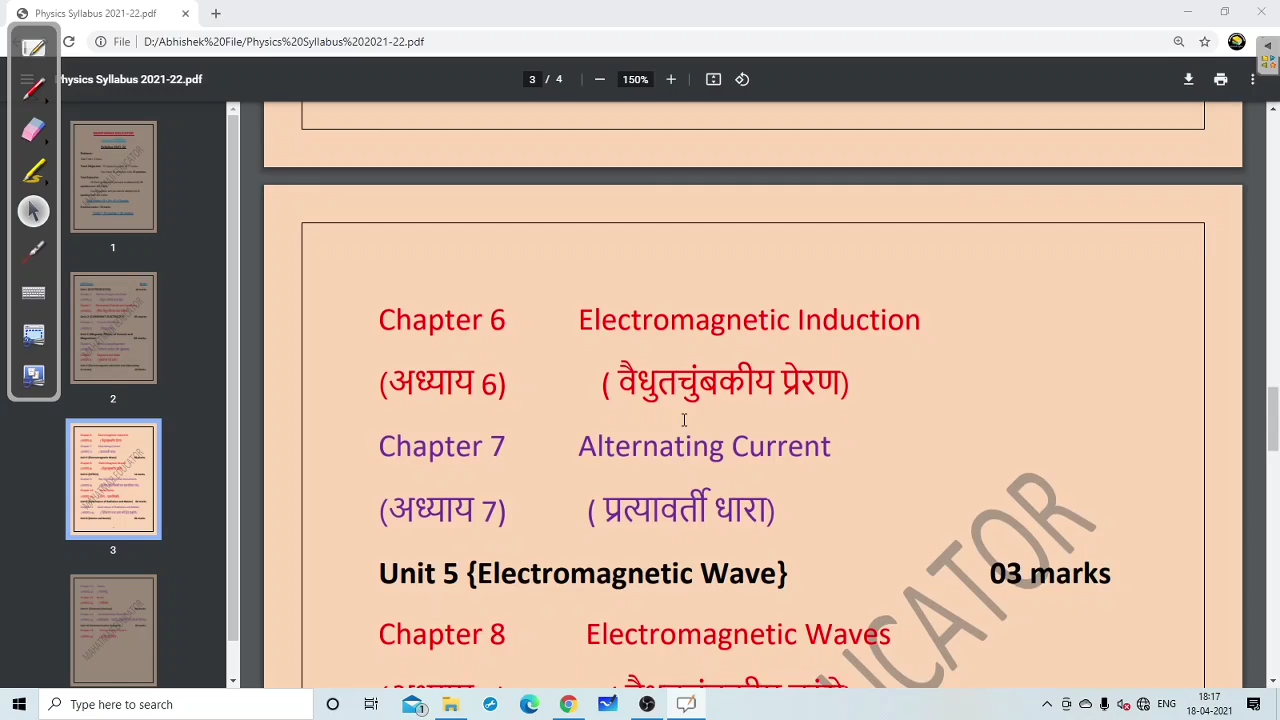 Physics Syllabus 2021-22.pdf
File
D:/Abhishek%20File/Physics%20Syllabus%202021-22.pdf
Physics Syllabus 2021-22.pdf
3 / 4
150%
Chapter 6 Electromagnetic Induction
(अध्याय 6) ( वैधुतचुंबकीय प्रेरण)
Chapter 7 Alternating Current
(अध्याय 7) ( प्रत्यावर्ती धारा)
Unit 5 {Electromagnetic Wave} 03 marks
Chapter 8 Electromagnetic Waves
UCATOR
1
2
3
Type here to search
ENG
18:17
18-04-2021